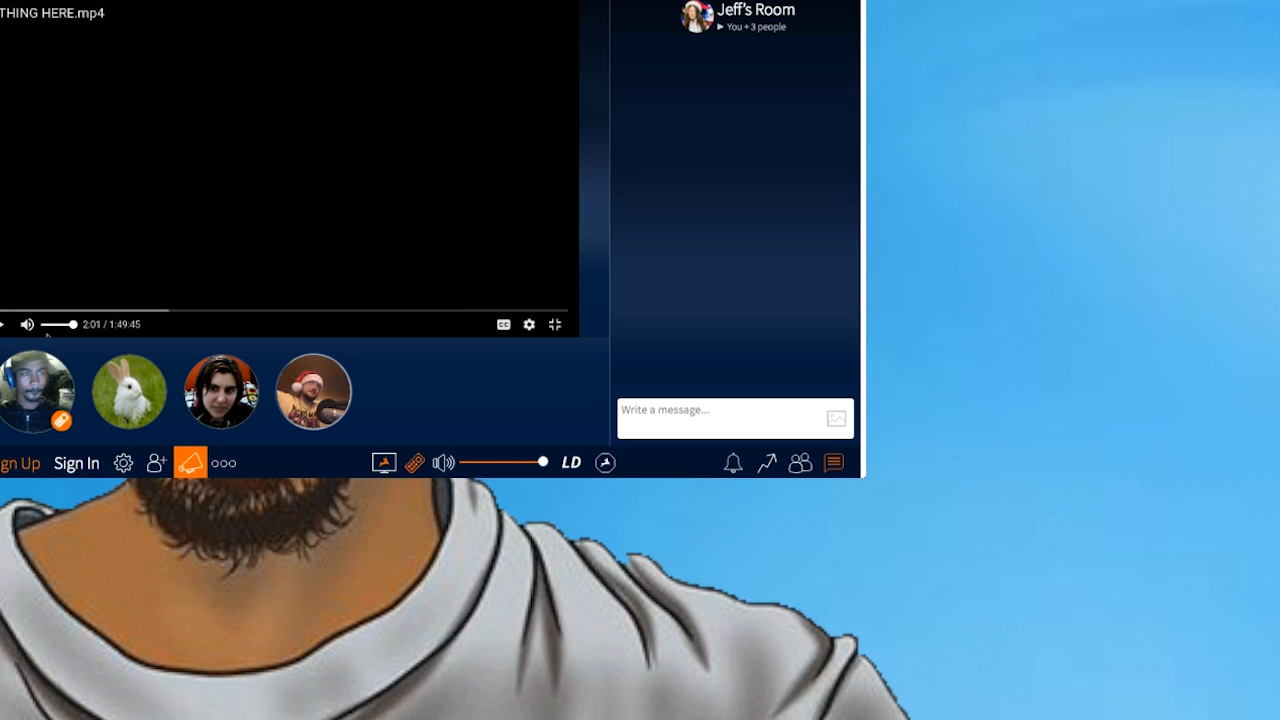 THING HERE.mp4
Jeff's Room
You + 3 people
2:01 / 1:49:45
CC
Write a message...
gn Up
Sign In
LD